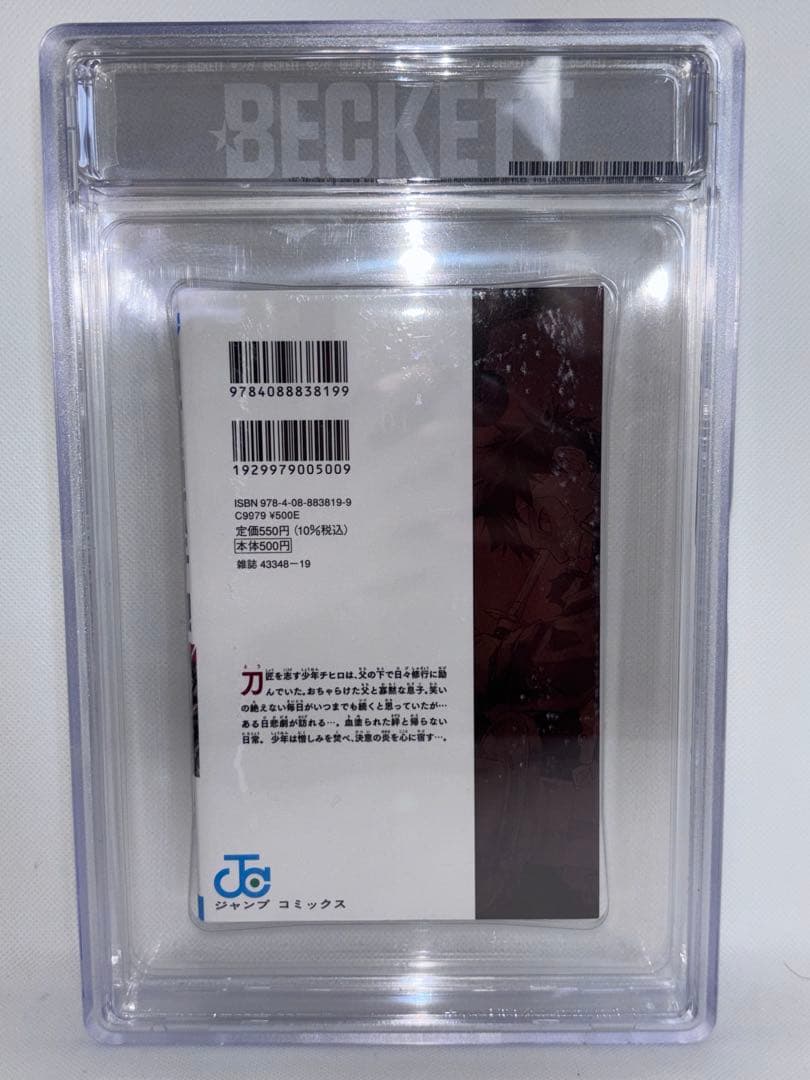 BECKETT
9784088838199
1929979005009
ISBN 978-4-08-883819-9
C9979 ¥500E
定価550円（10%税込）
本体500円
雑誌 43348－19
刀匠を志す少年チヒロは、父の下で日々修行に励
んでいた。おちゃらけた父と寡黙な息子。笑い
の絶えない毎日がいつまでも続くと思っていたが…
ある日悲劇が訪れる…。血塗られた絆と帰らない
日常。少年は憎しみを焚べ、決意の炎を心に宿す…。
JC
ジャンプ コミックス